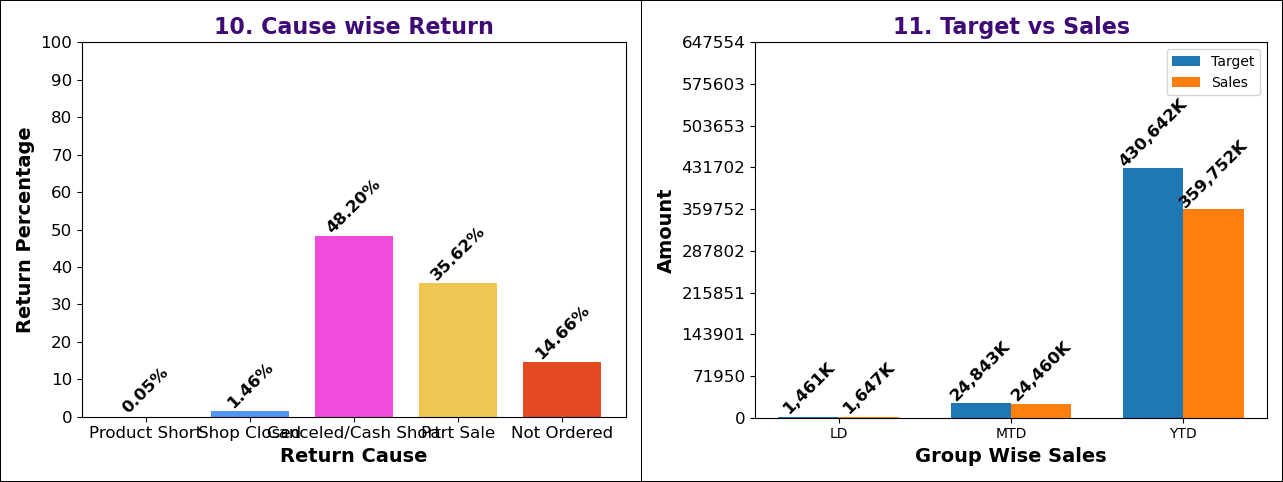 10. Cause wise Return
100
90
80
70
60
50
40
30
20
10
0
Return Percentage
0.05%
1.46%
48.20%
35.62%
14.66%
Product Short
Shop Closed
Canceled/Cash Short
Part Sale
Not Ordered
Return Cause
11. Target vs Sales
Target
Sales
647554
575603
503653
431702
359752
287802
215851
143901
71950
0
Amount
1,461K
1,647K
24,843K
24,460K
430,642K
359,752K
LD
MTD
YTD
Group Wise Sales